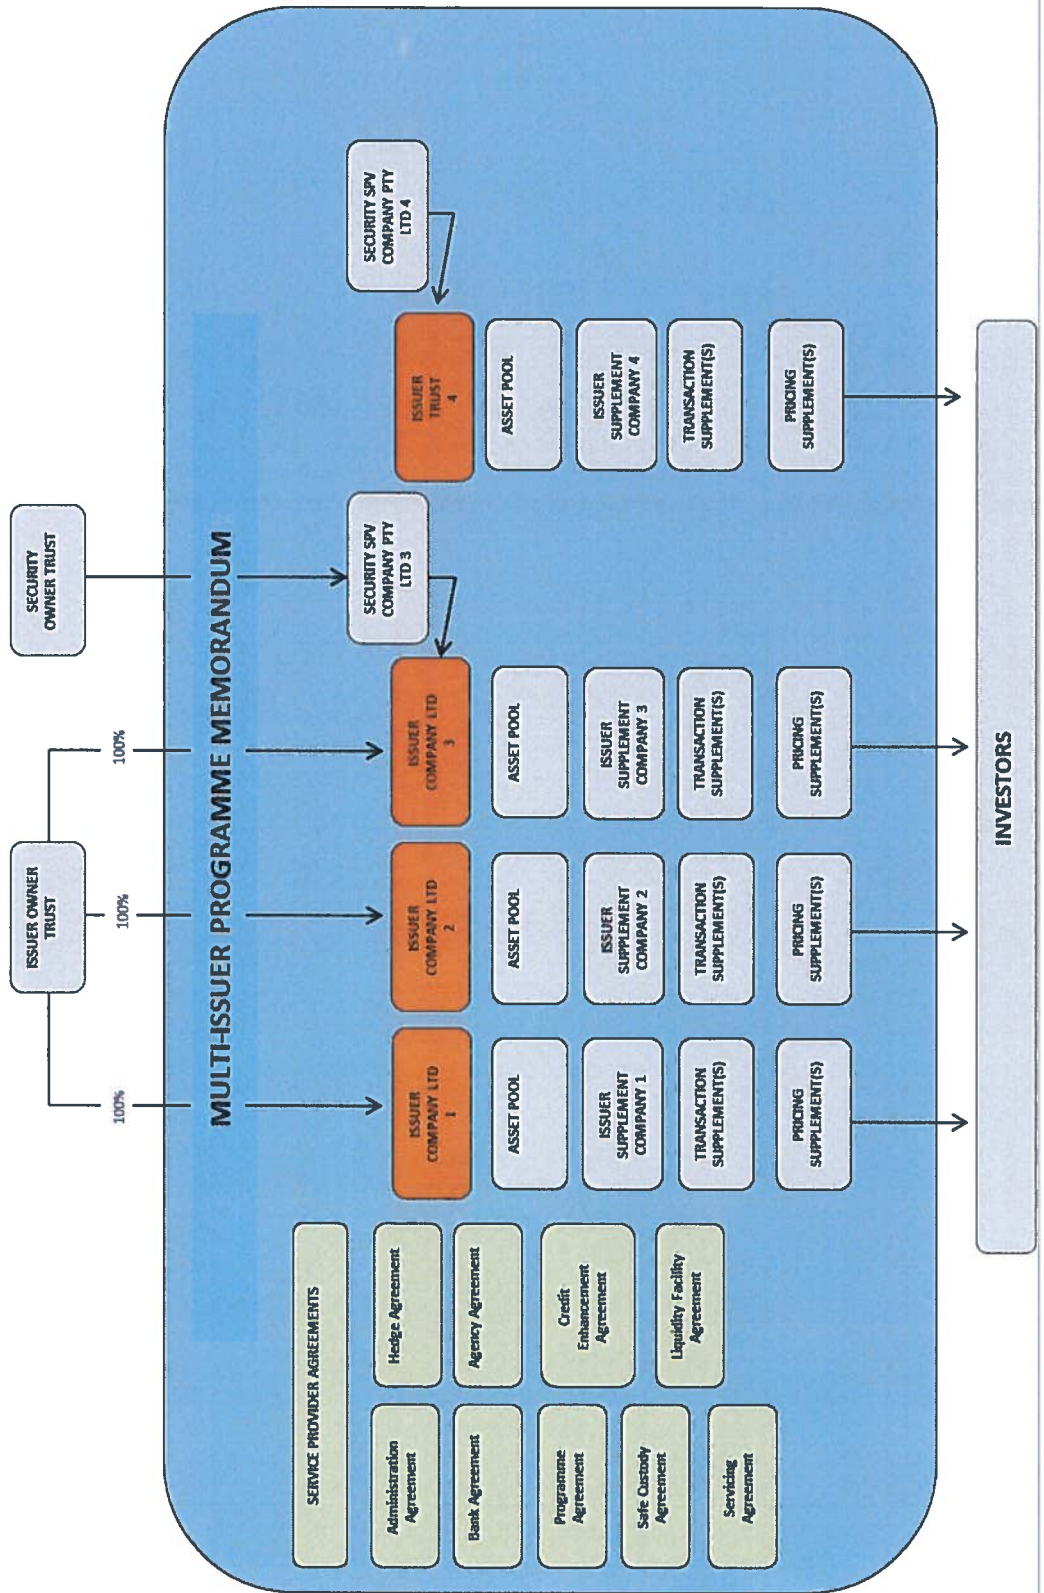 ISSUER OWNER
TRUST
SECURITY
OWNER TRUST
100%
100%
100%
MULTI-ISSUER PROGRAMME MEMORANDUM
SERVICE PROVIDER AGREEMENTS
Administration
Agreement
Hedge Agreement
Bank Agreement
Agency Agreement
Programme
Agreement
Credit
Enhancement
Agreement
Safe Custody
Agreement
Liquidity Facility
Agreement
Servicing
Agreement
ISSUER
COMPANY LTD
1
ASSET POOL
ISSUER
SUPPLEMENT
COMPANY 1
TRANSACTION
SUPPLEMENT(S)
PRICING
SUPPLEMENT(S)
ISSUER
COMPANY LTD
2
ASSET POOL
ISSUER
SUPPLEMENT
COMPANY 2
TRANSACTION
SUPPLEMENT(S)
PRICING
SUPPLEMENT(S)
ISSUER
COMPANY LTD
3
ASSET POOL
ISSUER
SUPPLEMENT
COMPANY 3
TRANSACTION
SUPPLEMENT(S)
PRICING
SUPPLEMENT(S)
SECURITY SPV
COMPANY PTY
LTD 3
ISSUER
TRUST
4
ASSET POOL
ISSUER
SUPPLEMENT
COMPANY 4
TRANSACTION
SUPPLEMENT(S)
PRICING
SUPPLEMENT(S)
SECURITY SPV
COMPANY PTY
LTD 4
INVESTORS